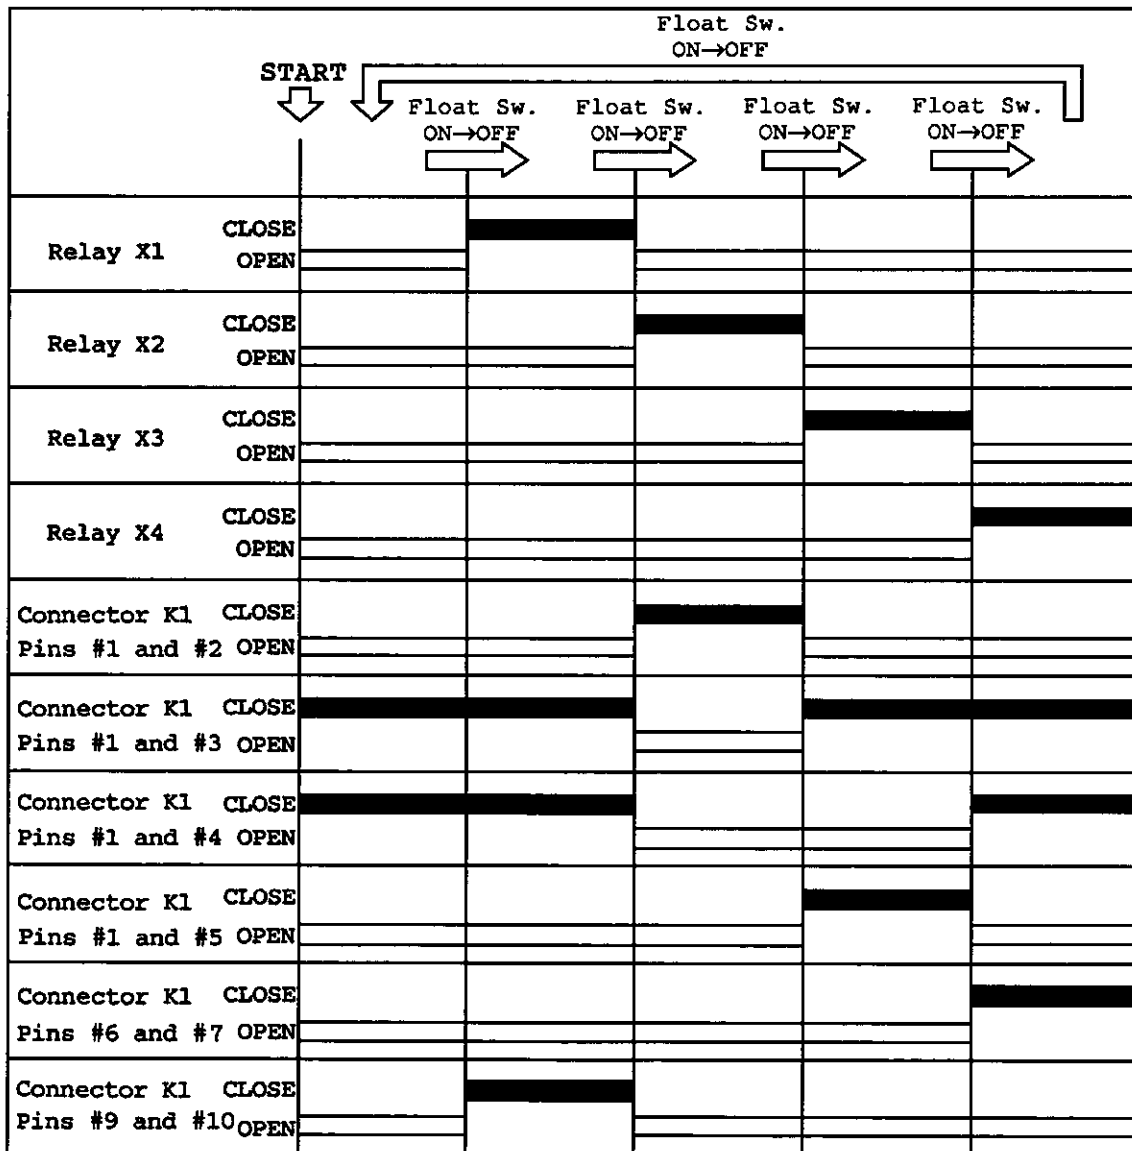 Float Sw.
ON→OFF
START
Float Sw. Float Sw. Float Sw. Float Sw.
ON→OFF ON→OFF ON→OFF ON→OFF
CLOSE
Relay X1
OPEN
CLOSE
Relay X2
OPEN
CLOSE
Relay X3
OPEN
CLOSE
Relay X4
OPEN
Connector K1 CLOSE
Pins #1 and #2 OPEN
Connector K1 CLOSE
Pins #1 and #3 OPEN
Connector K1 CLOSE
Pins #1 and #4 OPEN
Connector K1 CLOSE
Pins #1 and #5 OPEN
Connector K1 CLOSE
Pins #6 and #7 OPEN
Connector K1 CLOSE
Pins #9 and #10 OPEN